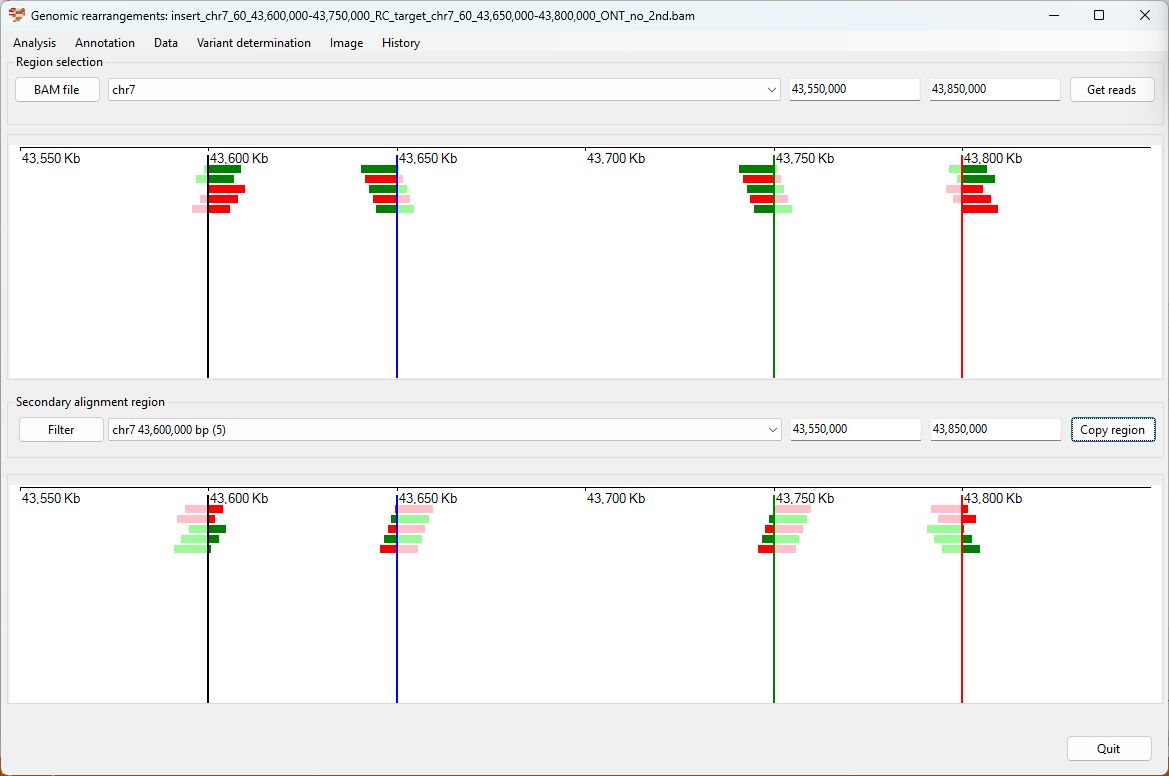 Genomic rearrangements: insert_chr7_60_43,600,000-43,750,000_RC_target_chr7_60_43,650,000-43,800,000_ONT_no_2nd.bam
Analysis Annotation Data Variant determination Image History
Region selection
BAM file chr7 43,550,000 43,850,000 Get reads
43,550 Kb 43,600 Kb 43,650 Kb 43,700 Kb 43,750 Kb 43,800 Kb
Secondary alignment region
Filter chr7 43,600,000 bp (5) 43,550,000 43,850,000 Copy region
43,550 Kb 43,600 Kb 43,650 Kb 43,700 Kb 43,750 Kb 43,800 Kb
Quit